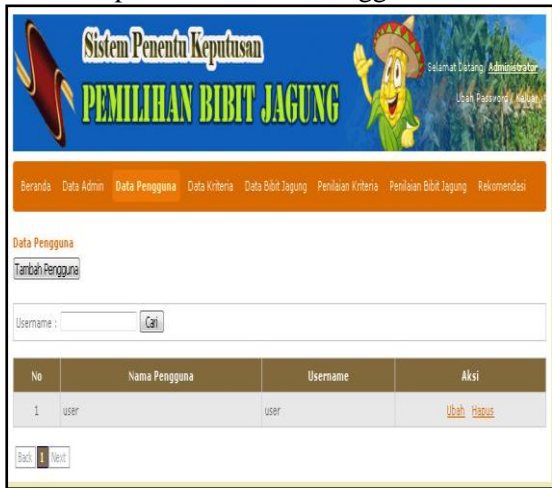 Sistem Penentu Keputusan
PEMILIHAN BIBIT JAGUNG
Selamat Datang, Administrator
Ubah Password / Keluar
Beranda Data Admin Data Pengguna Data Kriteria Data Bibit Jagung Penilaian Kriteria Penilaian Bibit Jagung Rekomendasi
Data Pengguna
Tambah Pengguna
Username : Cari
No Nama Pengguna Username Aksi
1 user user Ubah Hapus
Back 1 Next